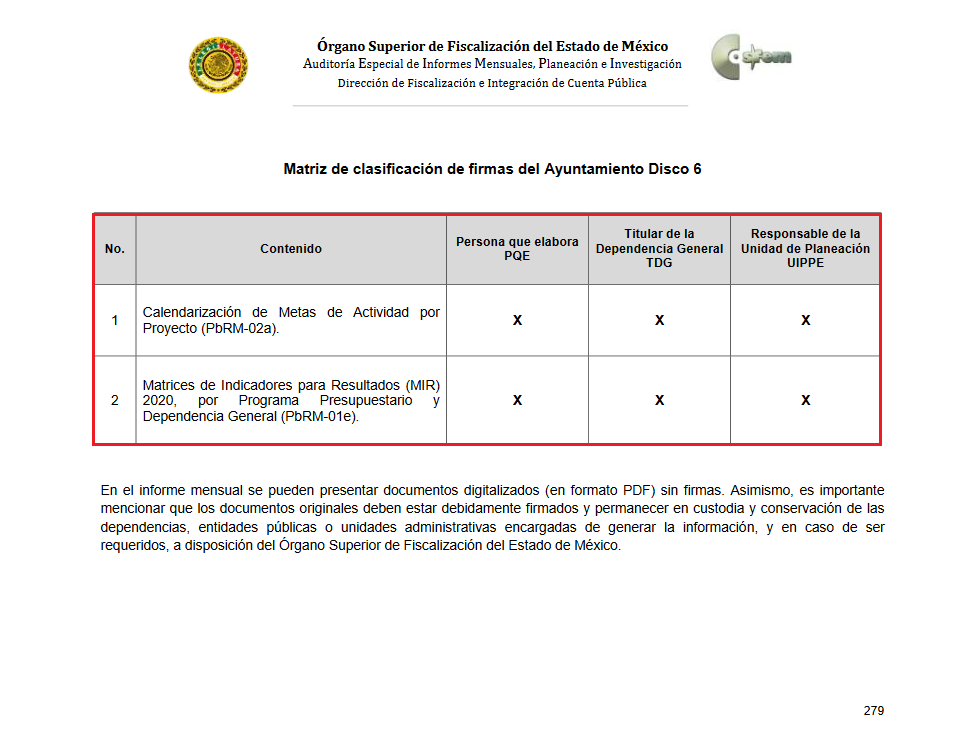 Órgano Superior de Fiscalización del Estado de México
Auditoría Especial de Informes Mensuales, Planeación e Investigación
Dirección de Fiscalización e Integración de Cuenta Pública
osfem
Matriz de clasificación de firmas del Ayuntamiento Disco 6
No.
Contenido
Persona que elabora
PQE
Titular de la
Dependencia General
TDG
Responsable de la
Unidad de Planeación
UIPPE
1
Calendarización de Metas de Actividad por
Proyecto (PbRM-02a).
X
X
X
2
Matrices de Indicadores para Resultados (MIR)
2020, por Programa Presupuestario y
Dependencia General (PbRM-01e).
X
X
X
En el informe mensual se pueden presentar documentos digitalizados (en formato PDF) sin firmas. Asimismo, es importante
mencionar que los documentos originales deben estar debidamente firmados y permanecer en custodia y conservación de las
dependencias, entidades públicas o unidades administrativas encargadas de generar la información, y en caso de ser
requeridos, a disposición del Órgano Superior de Fiscalización del Estado de México.
279